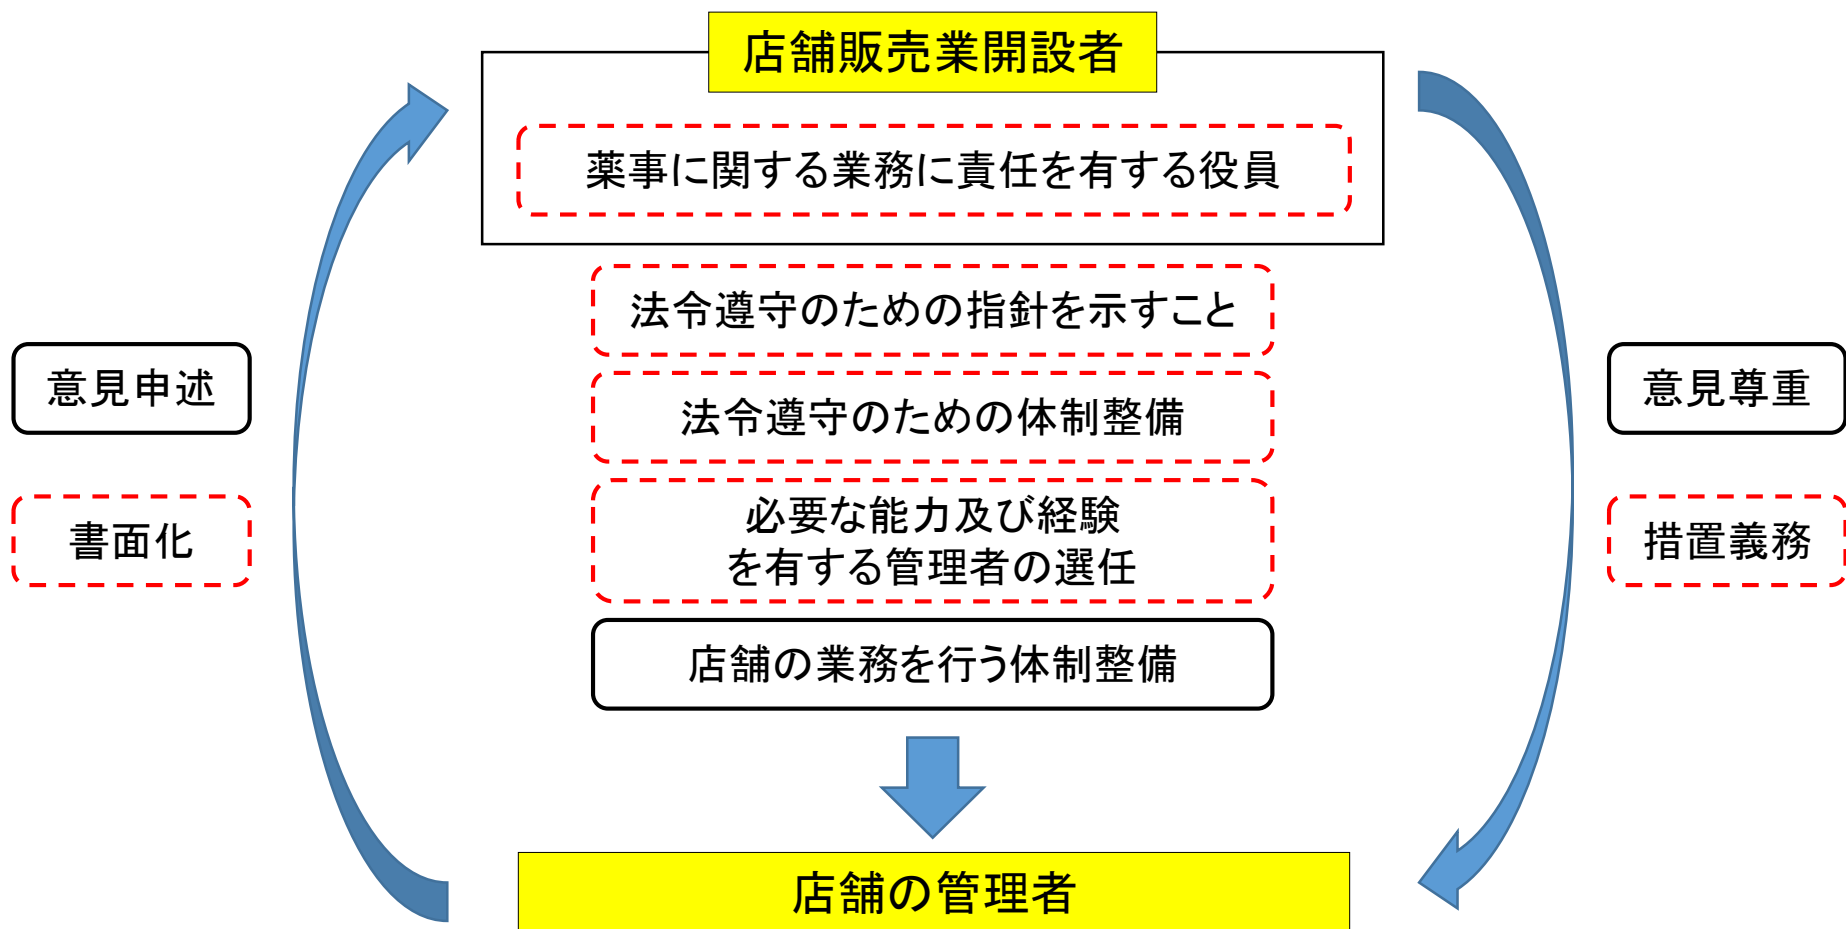 店舗販売業開設者
薬事に関する業務に責任を有する役員
法令遵守のための指針を示すこと
法令遵守のための体制整備
必要な能力及び経験
を有する管理者の選任
店舗の業務を行う体制整備
意見申述
書面化
意見尊重
措置義務
店舗の管理者